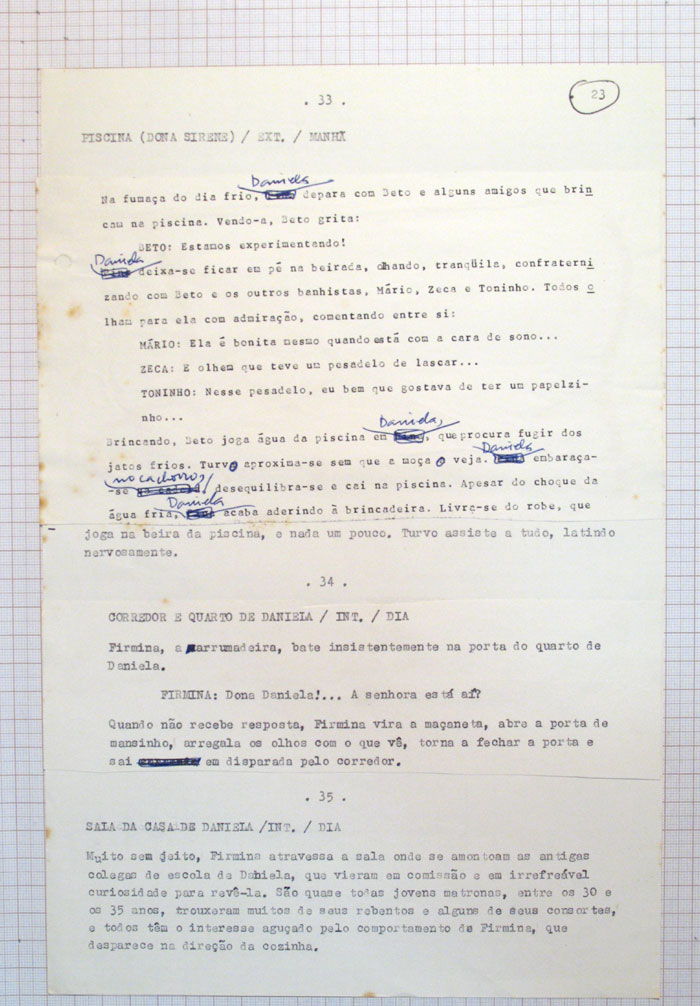 . 33 .
23
PISCINA (DONA SIRENE) / EXT. / MANHÃ
Daniela
Na fumaça do dia frio, depara com Beto e alguns amigos que brin
cam na piscina. Vendo-a, Beto grita:
BETO: Estamos experimentando!
Daniela
deixa-se ficar em pé na beirada, olhando, tranqüila, confraterni
zando com Beto e os outros banhistas, Mário, Zeca e Toninho. Todos o
lham para ela com admiração, comentando entre si:
MÁRIO: Ela é bonita mesmo quando está com a cara de sono...
ZECA: E olhem que teve um pesadelo de lascar...
TONINHO: Nesse pesadelo, eu bem que gostava de ter um papelzi-
nho...
Daniela,
Brincando, Beto joga água da piscina em , que procura fugir dos
Daniela
jatos frios. Turvo aproxima-se sem que a moça o veja. embaraça-
no cachorro,
-se desequilibra-se e cai na piscina. Apesar do choque da
Daniela
água fria, acaba aderindo à brincadeira. Livra-se do robe, que
joga na beira da piscina, e nada um pouco. Turvo assiste a tudo, latindo
nervosamente.
. 34 .
CORREDOR E QUARTO DE DANIELA / INT. / DIA
Firmina, a arrumadeira, bate insistentemente na porta do quarto de
Daniela.
FIRMINA: Dona Daniela!... A senhora está aí?
Quando não recebe resposta, Firmina vira a maçaneta, abre a porta de
mansinho, arregala os olhos com o que vê, torna a fechar a porta e
sai em disparada pelo corredor.
. 35 .
SALA DA CASA DE DANIELA /INT. / DIA
Muito sem jeito, Firmina atravessa a sala onde se amontoam as antigas
colegas de escola de Daniela, que vieram em comissão e em irrefreável
curiosidade para revê-la. São quase todas jovens matronas, entre os 30 e
os 35 anos, trouxeram muitos de seus rebentos e alguns de seus consortes,
e todos têm o interesse aguçado pelo comportamento de Firmina, que
desparece na direção da cozinha.